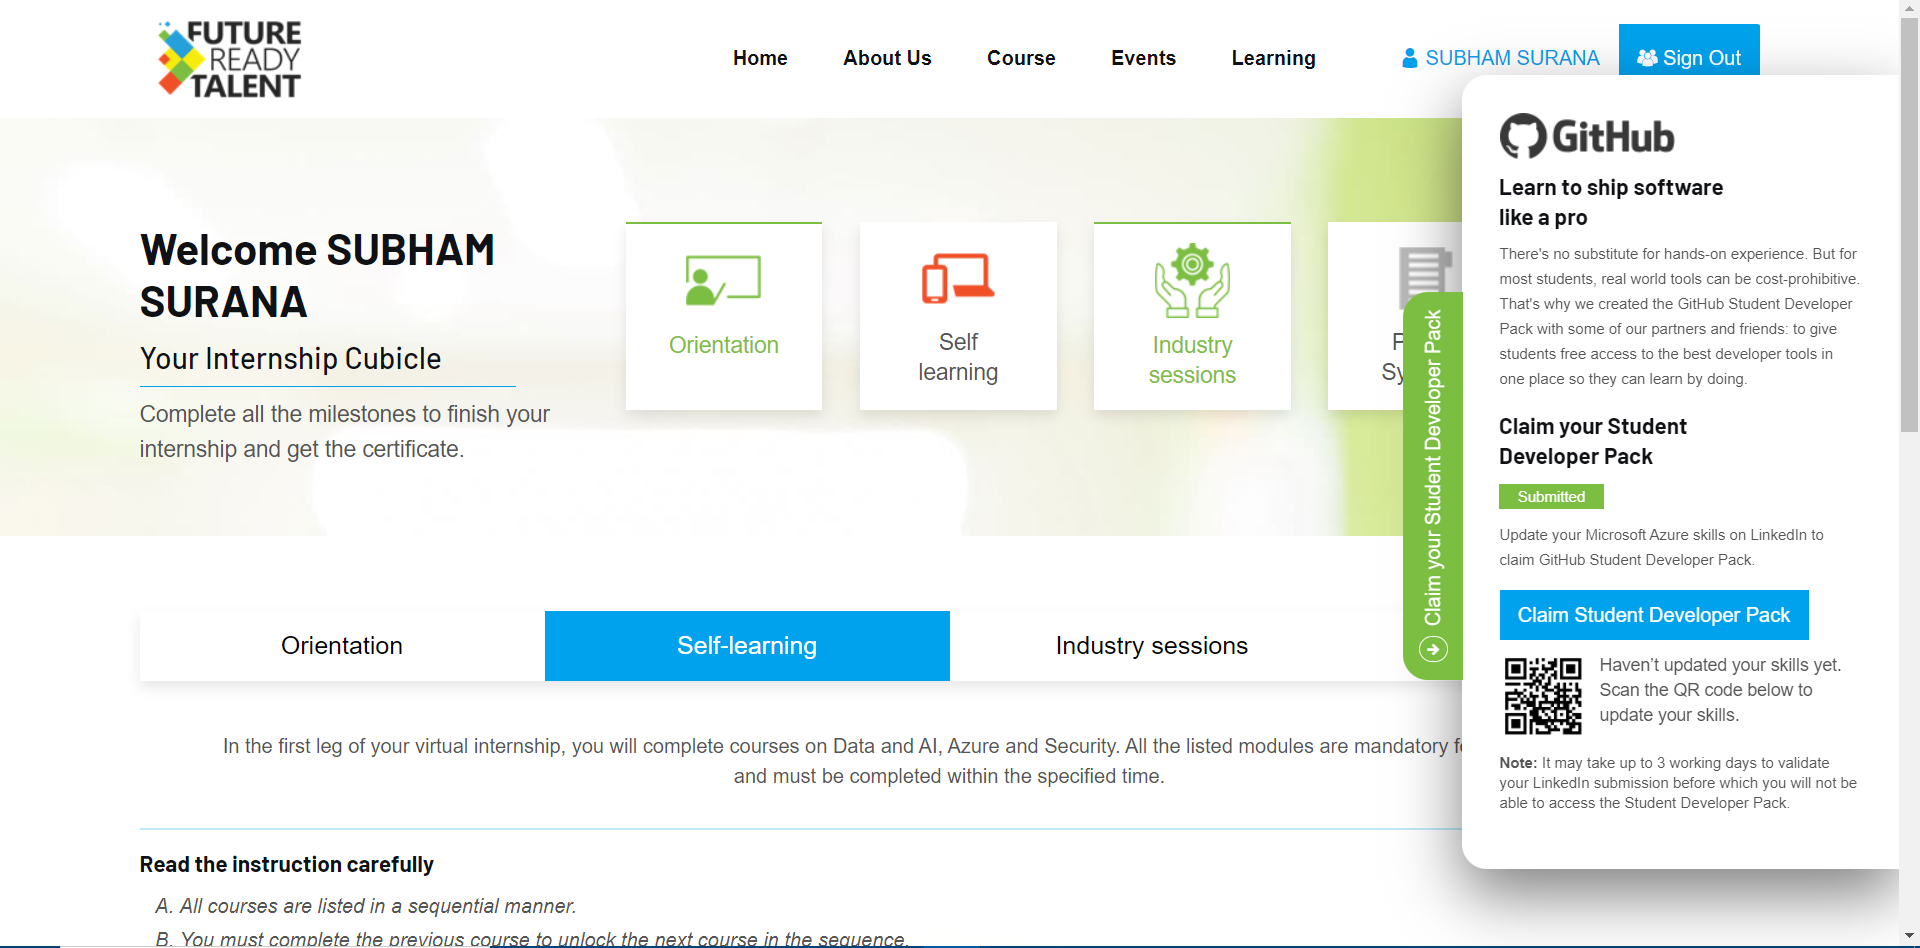 FUTURE
READY
TALENT
Home
About Us
Course
Events
Learning
SUBHAM SURANA
Sign Out
Welcome SUBHAM
SURANA
Your Internship Cubicle
Complete all the milestones to finish your
internship and get the certificate.
Orientation
Self
learning
Industry
sessions
Claim your Student Developer Pack
GitHub
Learn to ship software
like a pro
There's no substitute for hands-on experience. But for
most students, real world tools can be cost-prohibitive.
That's why we created the GitHub Student Developer
Pack with some of our partners and friends: to give
students free access to the best developer tools in
one place so they can learn by doing.
Claim your Student
Developer Pack
Submitted
Update your Microsoft Azure skills on LinkedIn to
claim GitHub Student Developer Pack.
Claim Student Developer Pack
Haven’t updated your skills yet.
Scan the QR code below to
update your skills.
Note: It may take up to 3 working days to validate
your LinkedIn submission before which you will not be
able to access the Student Developer Pack.
Orientation
Self-learning
Industry sessions
In the first leg of your virtual internship, you will complete courses on Data and AI, Azure and Security. All the listed modules are mandatory
and must be completed within the specified time.
Read the instruction carefully
A. All courses are listed in a sequential manner.
B. You must complete the previous course to unlock the next course in the sequence.